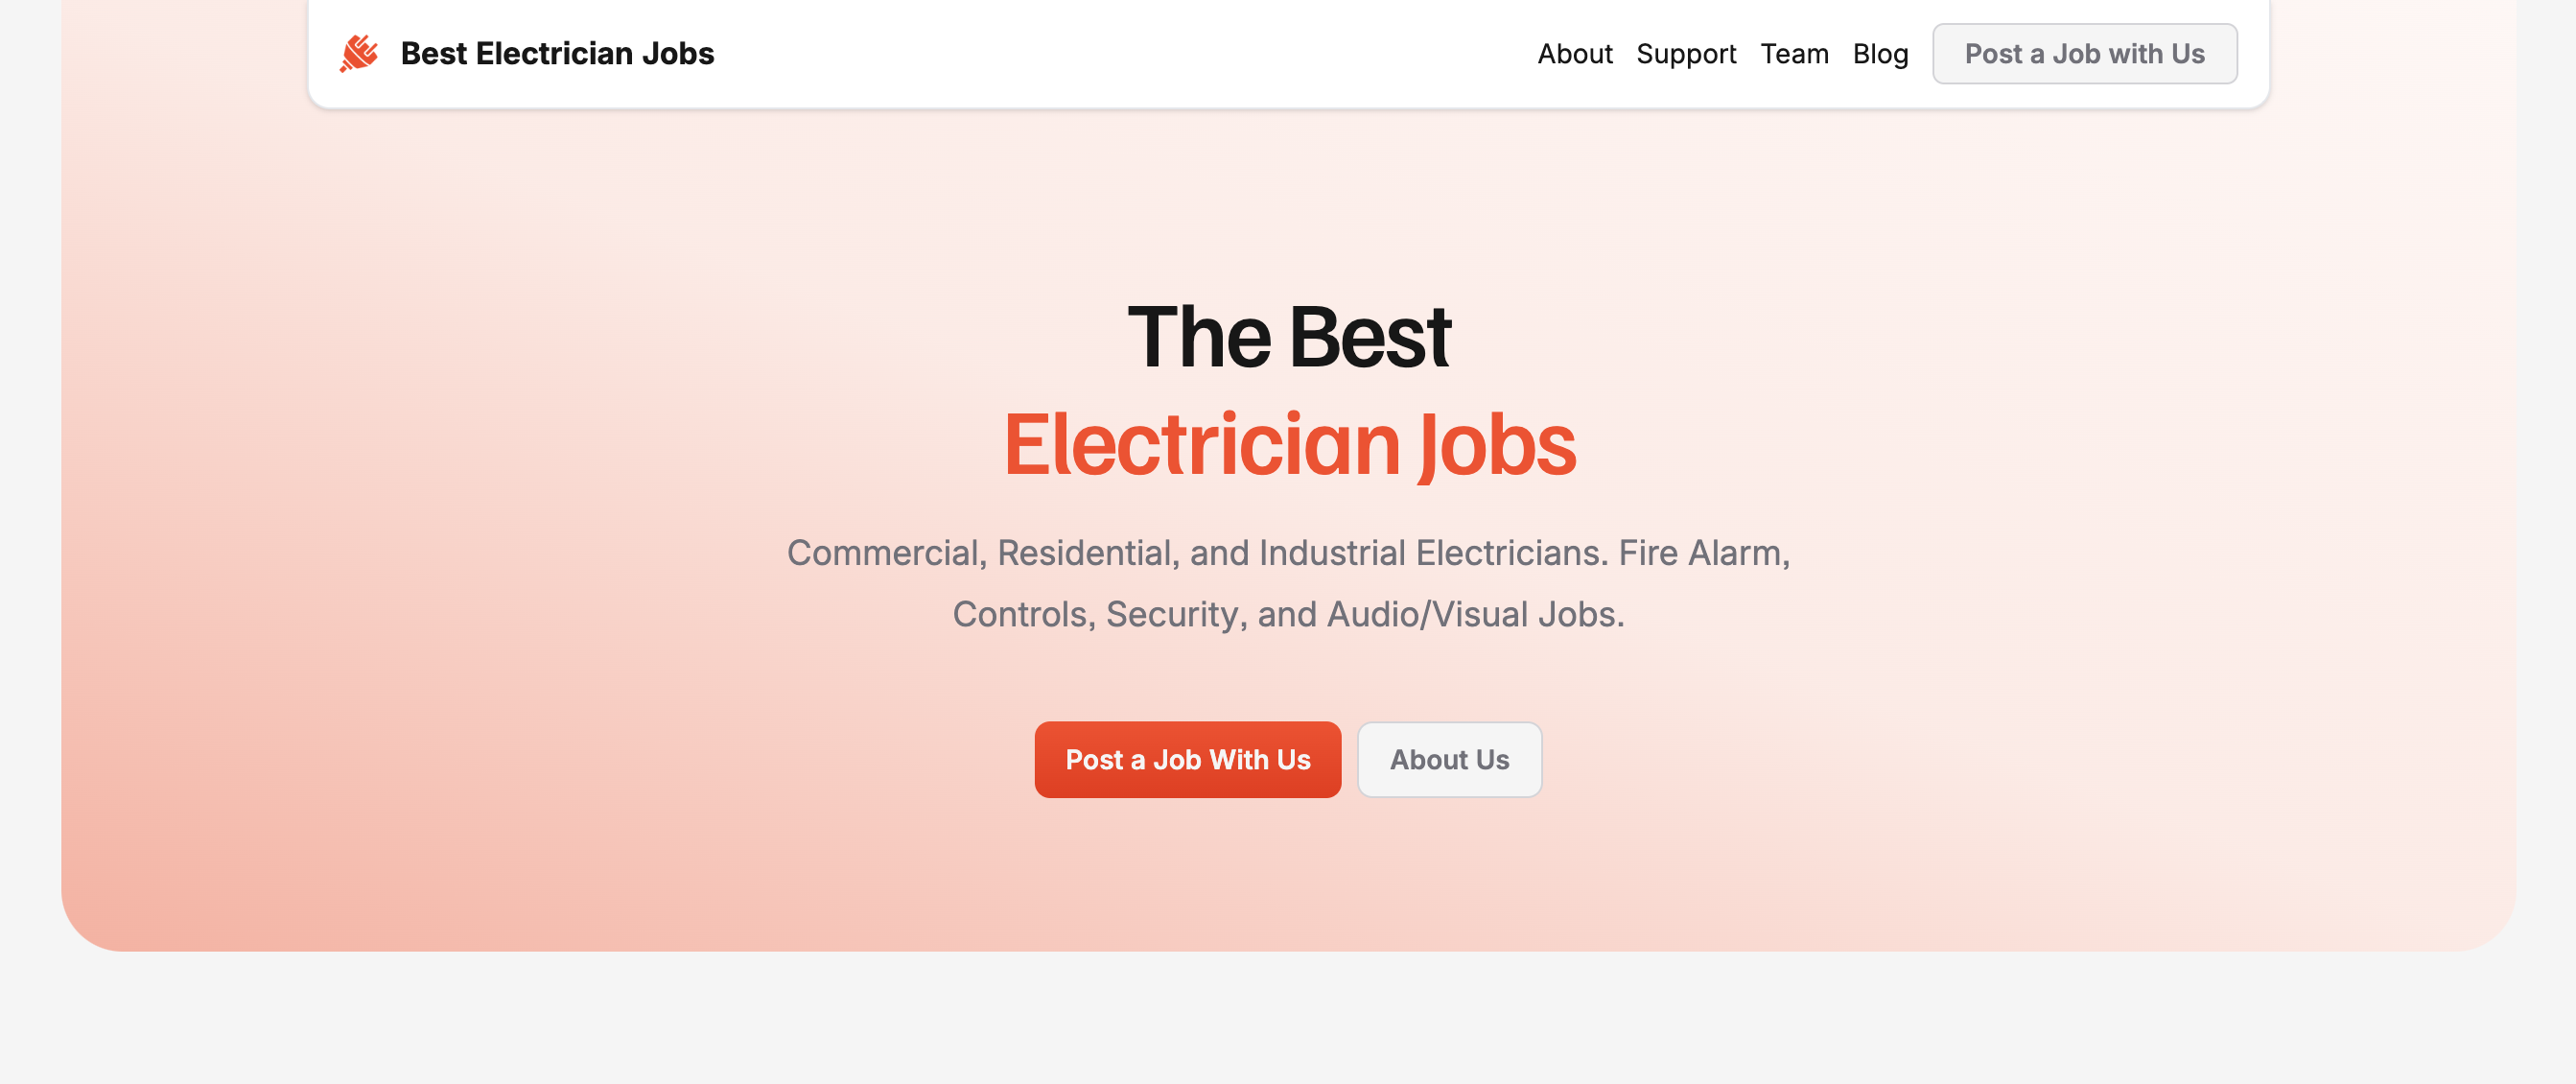 Best Electrician Jobs
About Support Team Blog Post a Job with Us
The Best
Electrician Jobs
Commercial, Residential, and Industrial Electricians. Fire Alarm,
Controls, Security, and Audio/Visual Jobs.
Post a Job With Us About Us